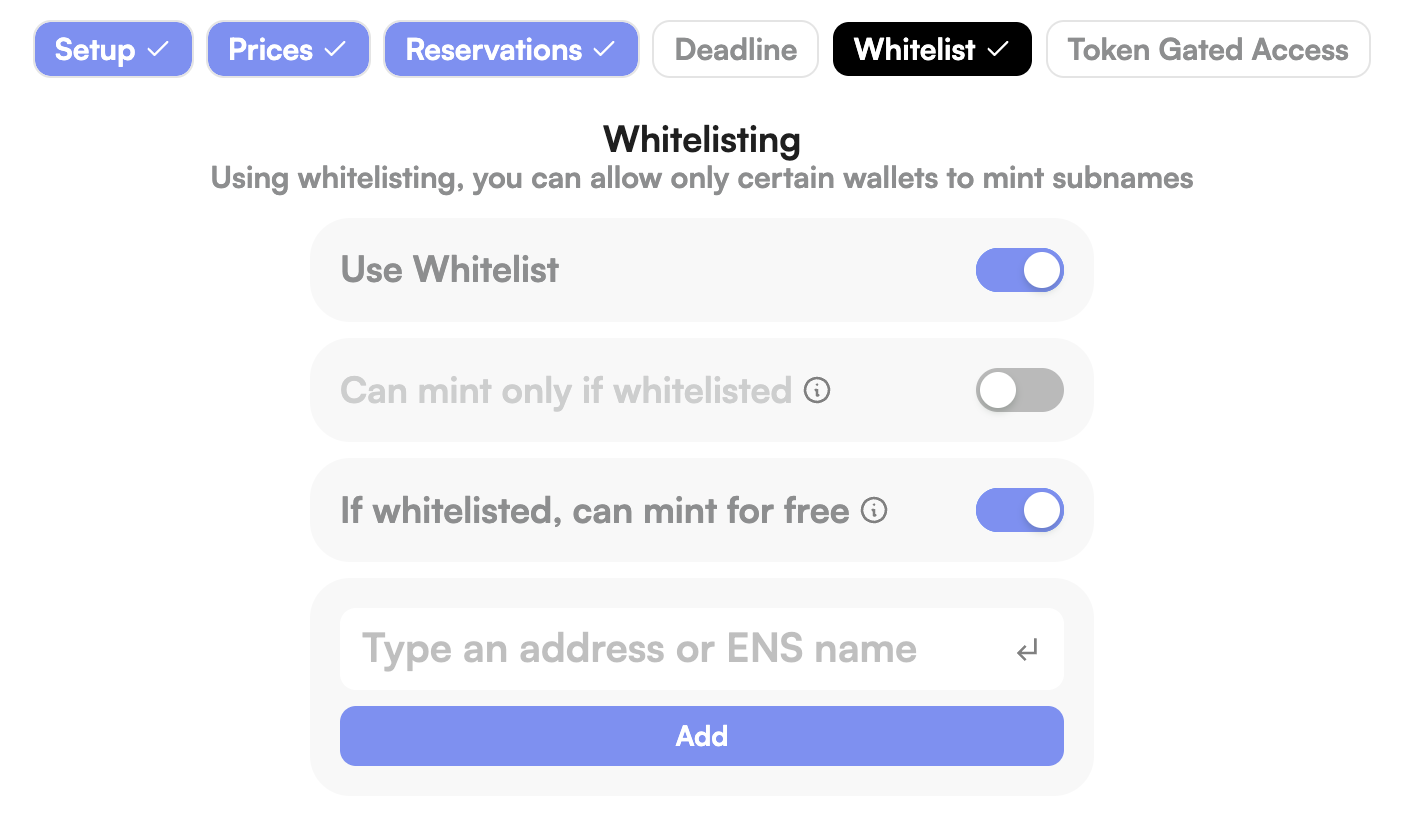 Setup Prices Reservations Deadline Whitelist Token Gated Access
Whitelisting
Using whitelisting, you can allow only certain wallets to mint subnames
Use Whitelist
Can mint only if whitelisted
If whitelisted, can mint for free
Type an address or ENS name
Add